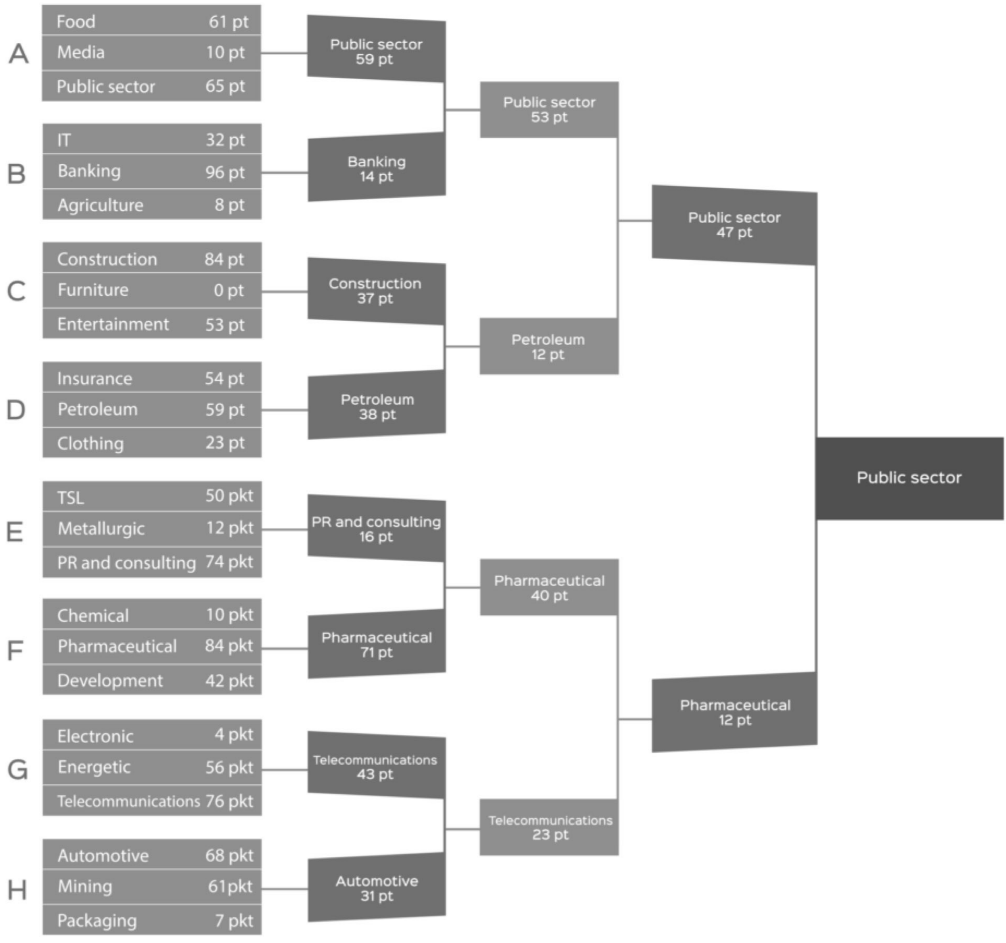 A
Food 61 pt
Media 10 pt
Public sector 65 pt
B
IT 32 pt
Banking 96 pt
Agriculture 8 pt
C
Construction 84 pt
Furniture 0 pt
Entertainment 53 pt
D
Insurance 54 pt
Petroleum 59 pt
Clothing 23 pt
E
TSL 50 pkt
Metallurgic 12 pkt
PR and consulting 74 pkt
F
Chemical 10 pkt
Pharmaceutical 84 pkt
Development 42 pkt
G
Electronic 4 pkt
Energetic 56 pkt
Telecommunications 76 pkt
H
Automotive 68 pkt
Mining 61pkt
Packaging 7 pkt
Public sector
59 pt
Banking
14 pt
Construction
37 pt
Petroleum
38 pt
PR and consulting
16 pt
Pharmaceutical
71 pt
Telecommunications
43 pt
Automotive
31 pt
Public sector
53 pt
Petroleum
12 pt
Pharmaceutical
40 pt
Telecommunications
23 pt
Public sector
47 pt
Pharmaceutical
12 pt
Public sector